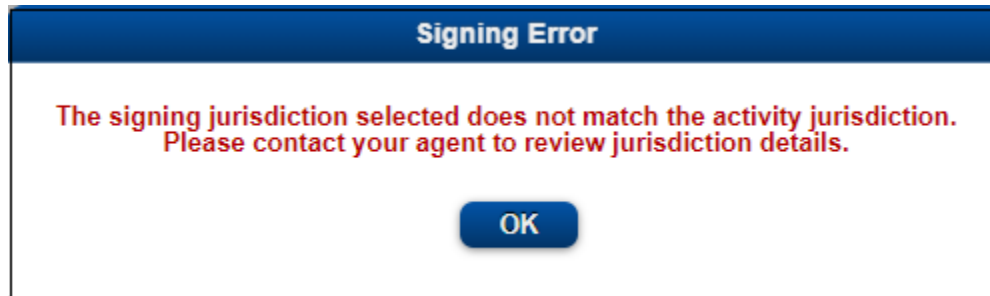 Signing Error
The signing jurisdiction selected does not match the activity jurisdiction.
Please contact your agent to review jurisdiction details.
OK